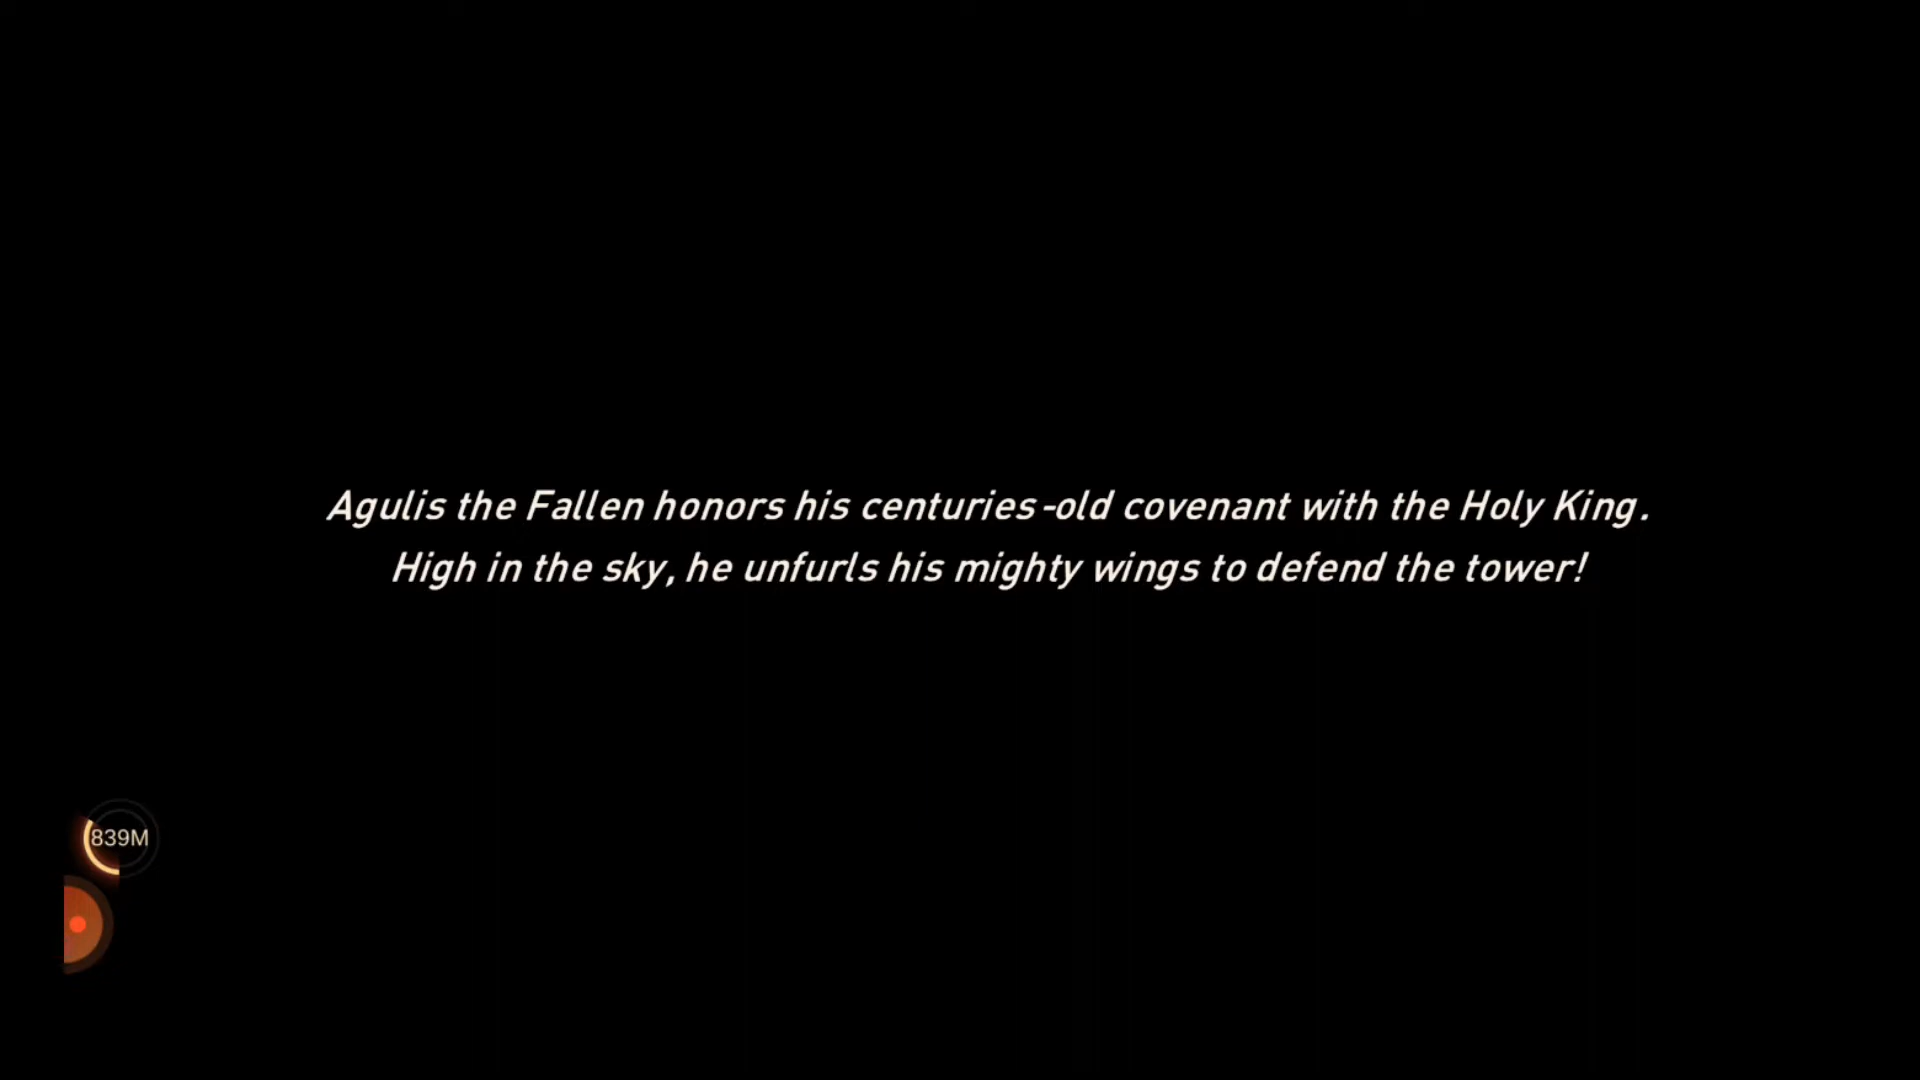 Agulis the Fallen honors his centuries-old covenant with the Holy King.
High in the sky, he unfurls his mighty wings to defend the tower!
839M